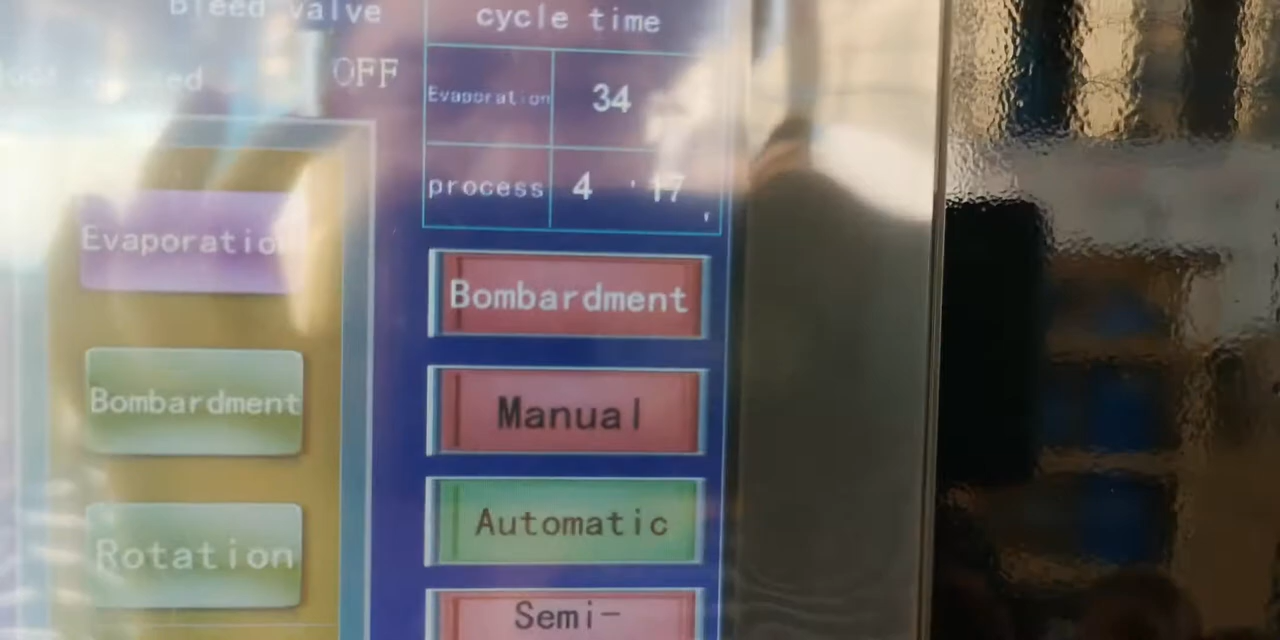 Bleed valve
OFF
cycle time
Evaporation 34
process 4 ' 17 '
Evaporation
Bombardment
Rotation
Bombardment
Manual
Automatic
Semi-